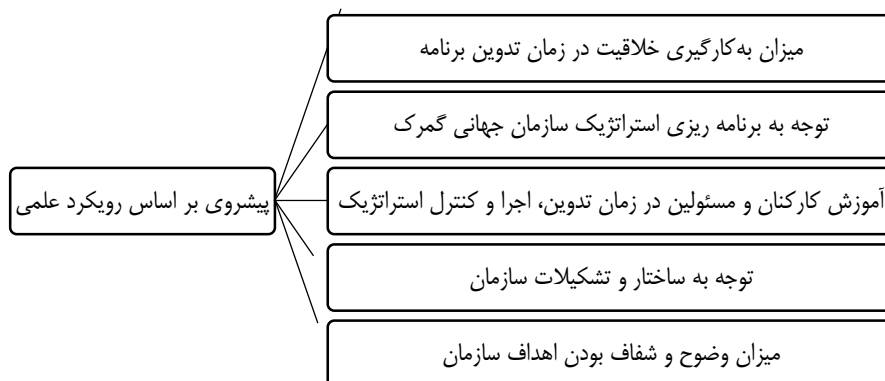 میزان به‌کارگیری خلاقیت در زمان تدوین برنامه
توجه به برنامه ریزی استراتژیک سازمان جهانی گمرک
پیشروی بر اساس رویکرد علمی
آموزش کارکنان و مسئولین در زمان تدوین، اجرا و کنترل استراتژیک
توجه به ساختار و تشکیلات سازمان
میزان وضوح و شفاف بودن اهداف سازمان